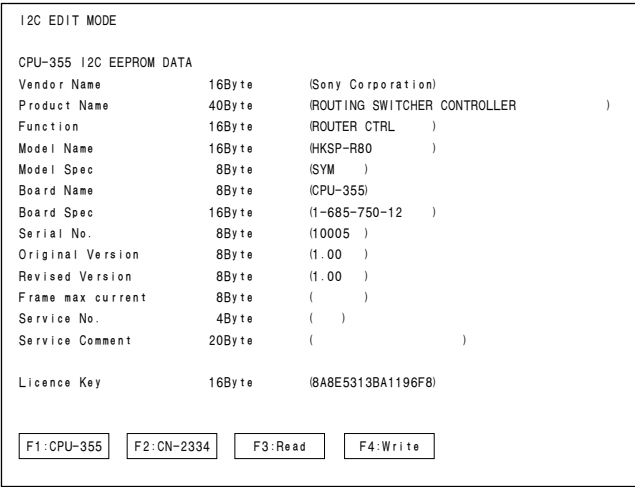 I2C EDIT MODE
CPU-355 I2C EEPROM DATA
Vendor Name 16Byte (Sony Corporation)
Product Name 40Byte (ROUTING SWITCHER CONTROLLER )
Function 16Byte (ROUTER CTRL )
Model Name 16Byte (HKSP-R80 )
Model Spec 8Byte (SYM )
Board Name 8Byte (CPU-355)
Board Spec 16Byte (1-685-750-12 )
Serial No. 8Byte (10005 )
Original Version 8Byte (1.00 )
Revised Version 8Byte (1.00 )
Frame max current 8Byte ( )
Service No. 4Byte ( )
Service Comment 20Byte ( )
Licence Key 16Byte (8A8E5313BA1196F8)
F1:CPU-355 F2:CN-2334 F3:Read F4:Write